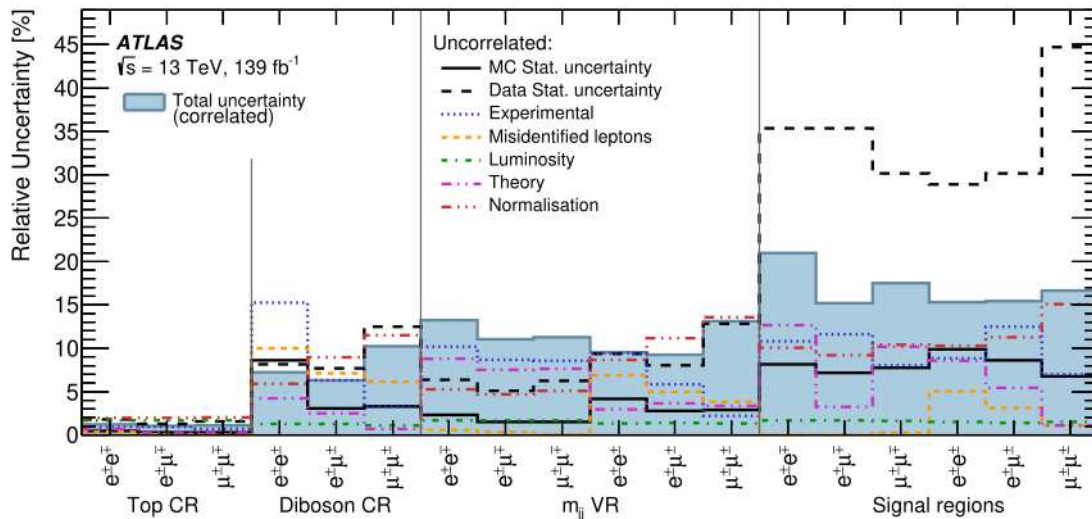 Relative Uncertainty [%]
45
40
35
30
25
20
15
10
5
0
ATLAS
√s = 13 TeV, 139 fb⁻¹
Total uncertainty
(correlated)
Uncorrelated:
MC Stat. uncertainty
Data Stat. uncertainty
Experimental
Misidentified leptons
Luminosity
Theory
Normalisation
e±e∓
e±μ∓
μ±μ∓
e±e±
e±μ±
μ±μ±
e±e∓
e±μ∓
μ±μ∓
e±e±
e±μ±
μ±μ±
e±e∓
e±μ∓
μ±μ∓
e±e±
e±μ±
μ±μ±
Top CR
Diboson CR
mjj VR
Signal regions